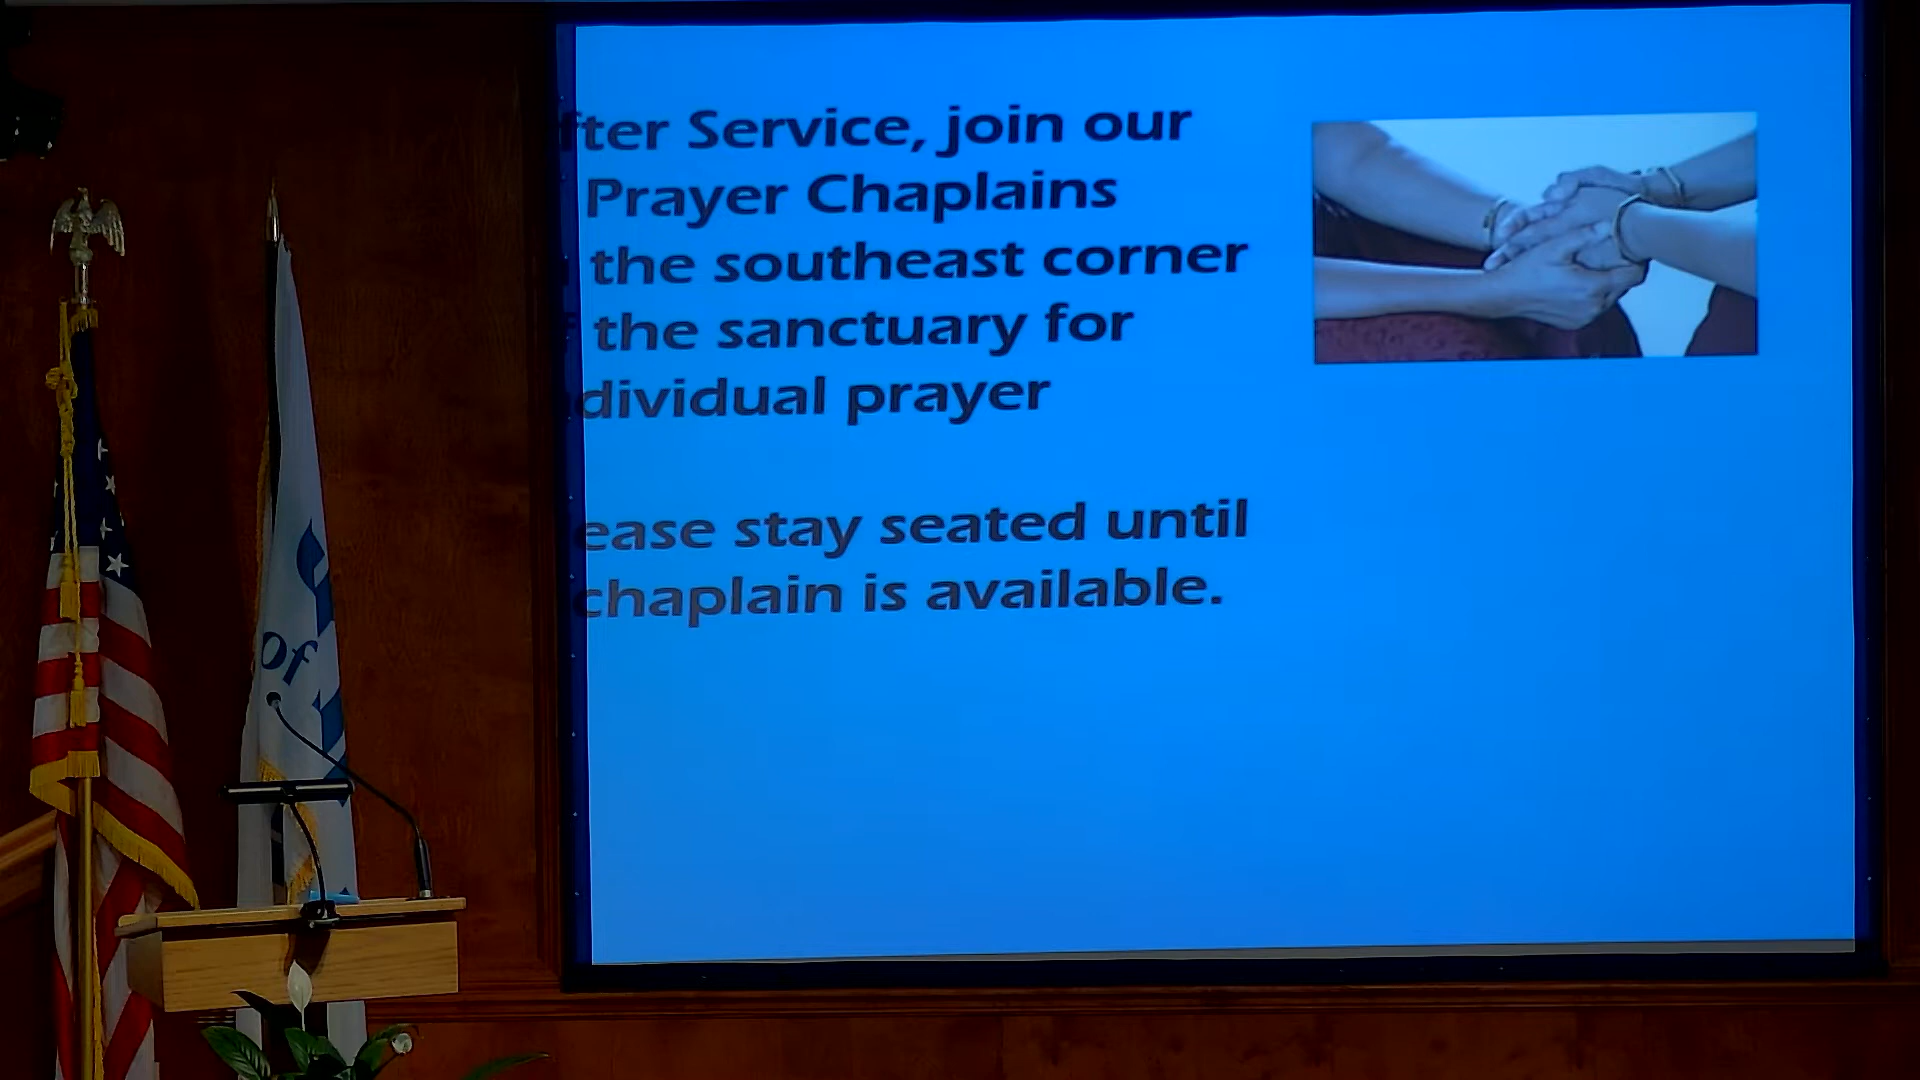 fter Service, join our
Prayer Chaplains
the southeast corner
the sanctuary for
dividual prayer
ease stay seated until
chaplain is available.
of